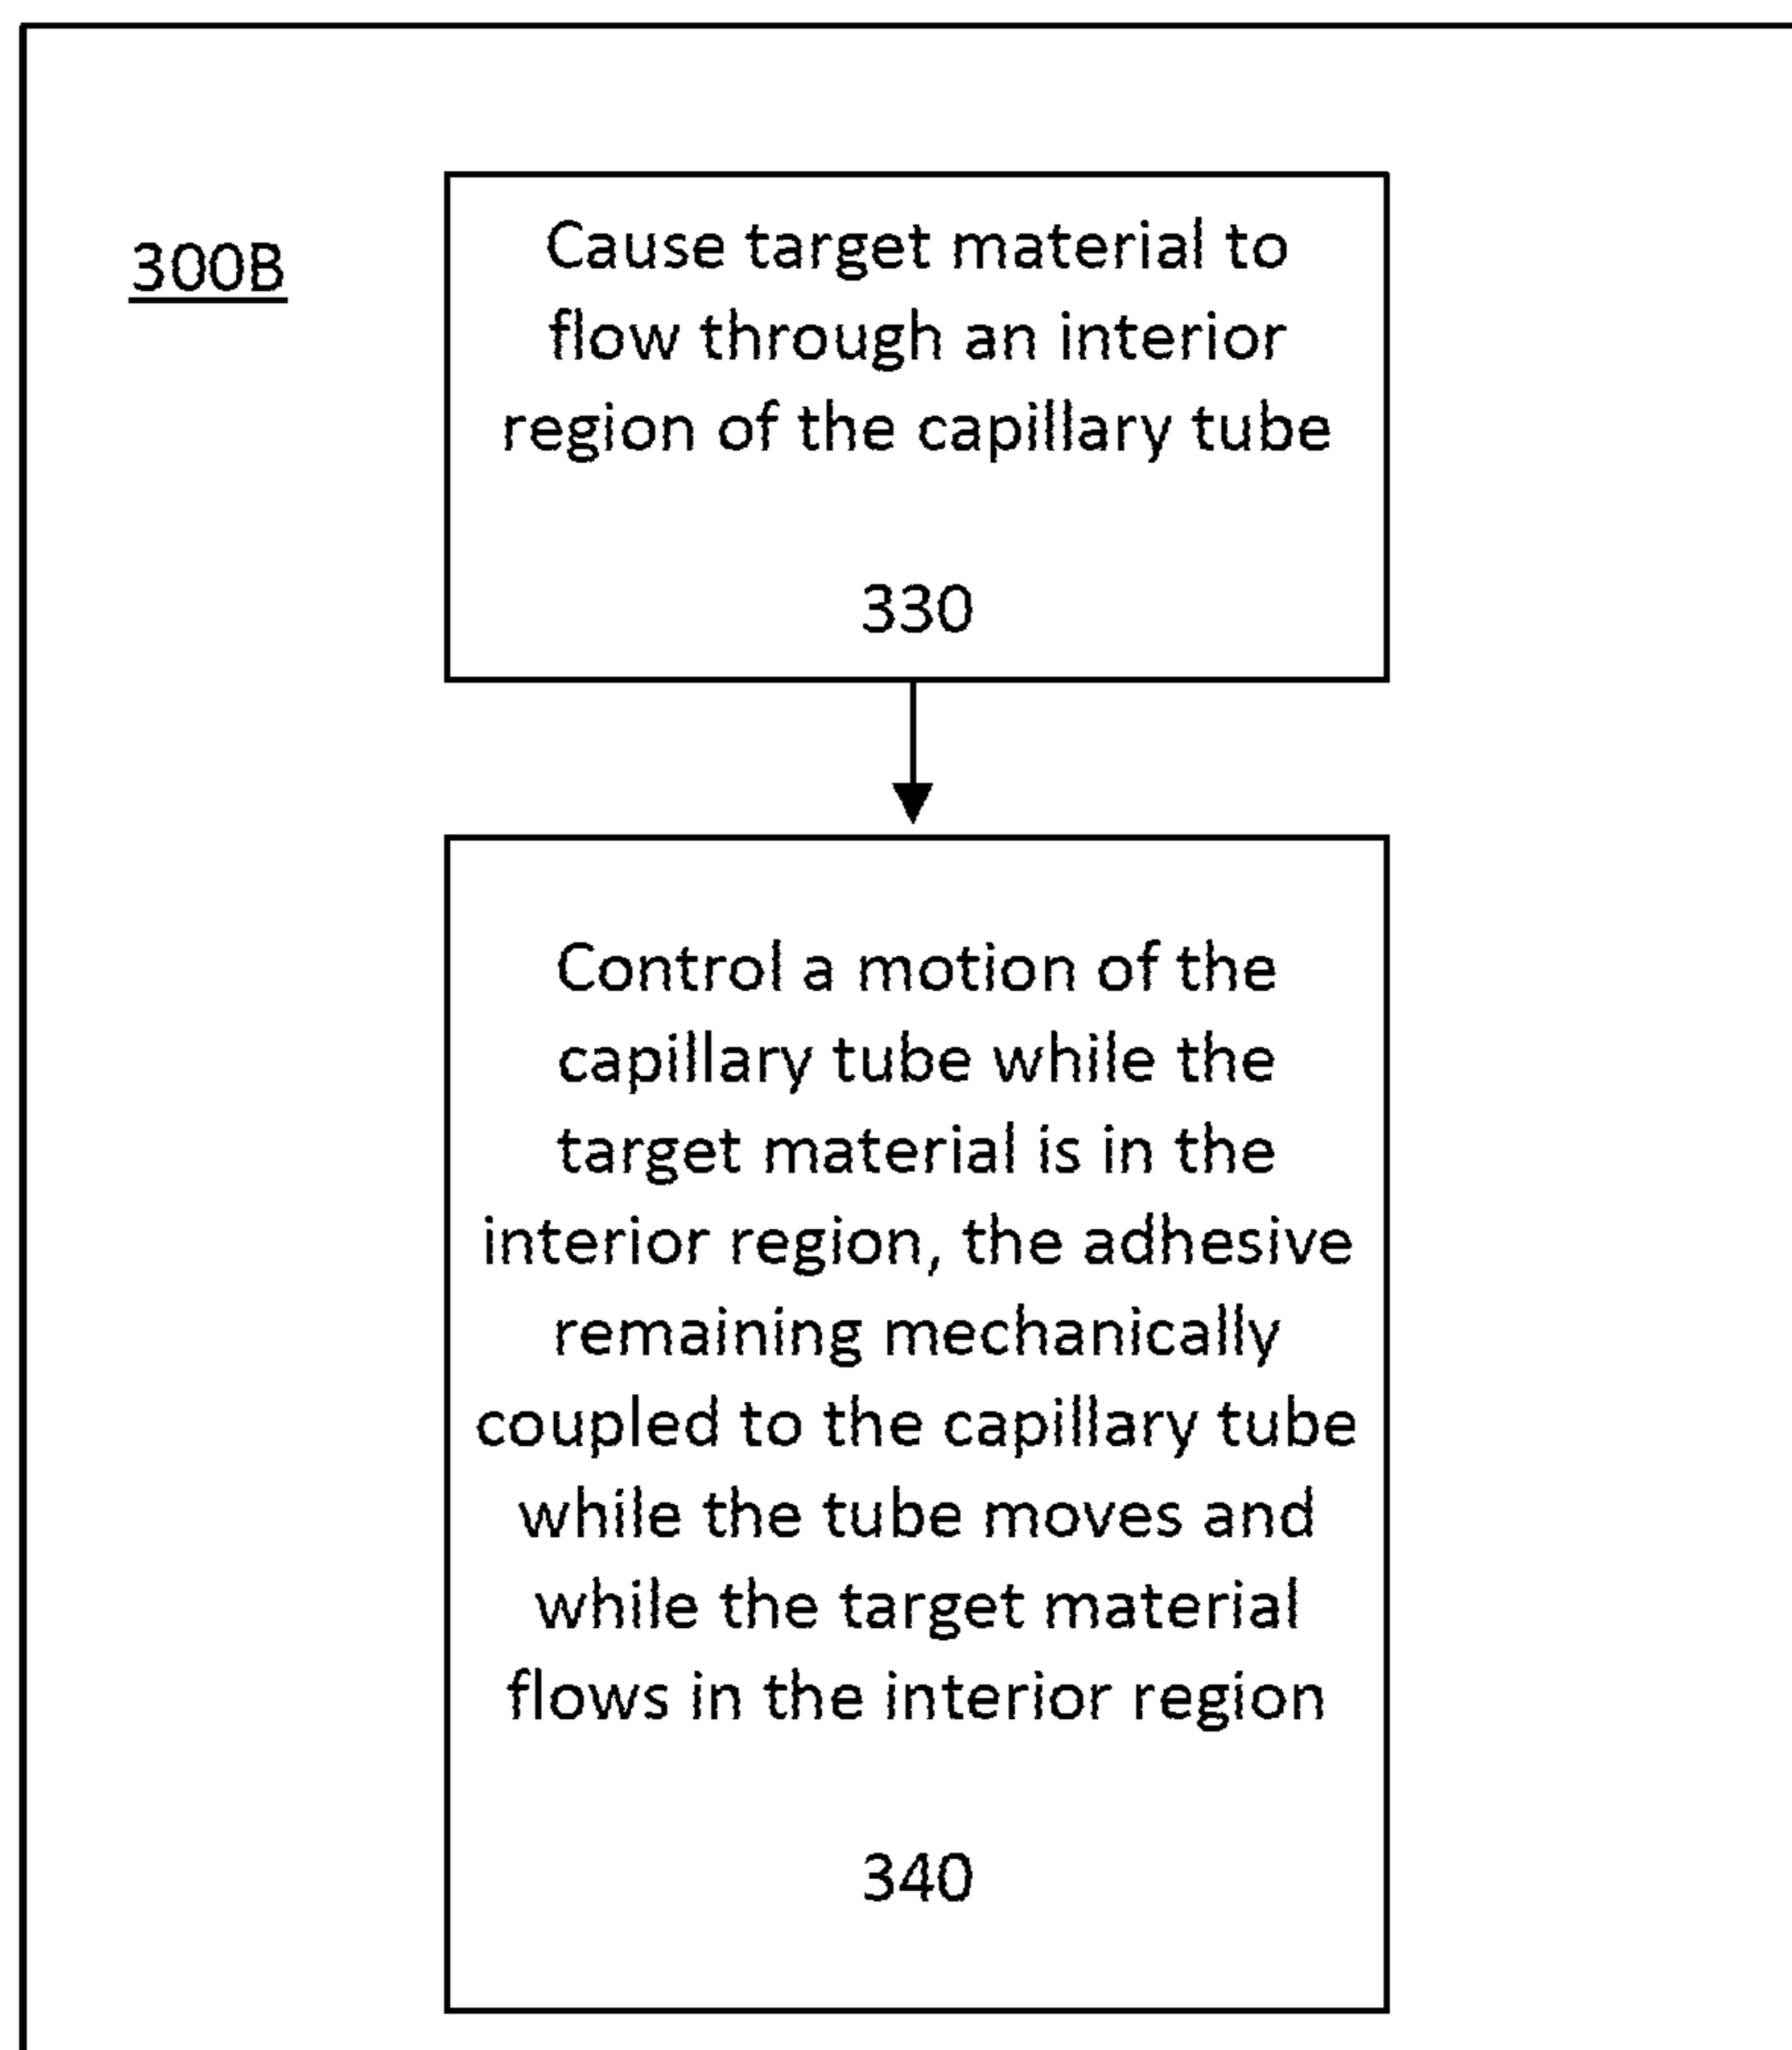 300B
Cause target material to
flow through an interior
region of the capillary tube
330
Control a motion of the
capillary tube while the
target material is in the
interior region, the adhesive
remaining mechanically
coupled to the capillary tube
while the tube moves and
while the target material
flows in the interior region
340